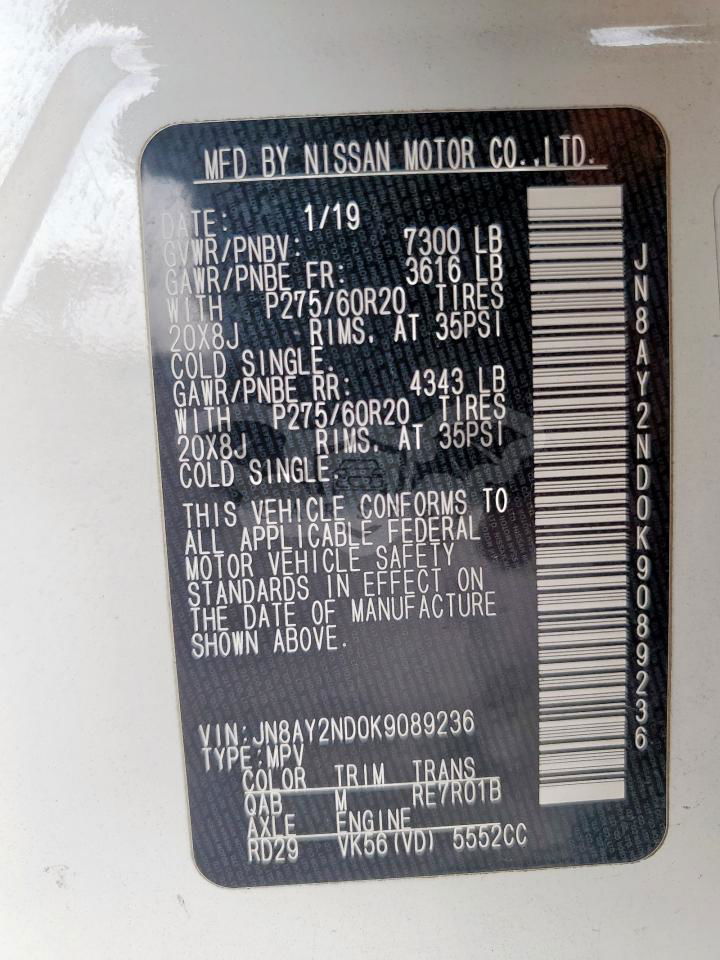 MFD BY NISSAN MOTOR CO.,LTD.
DATE: 1/19
GVWR/PNBV: 7300 LB
GAWR/PNBE FR: 3616 LB
WITH P275/60R20 TIRES
20X8J RIMS. AT 35PSI
COLD SINGLE.
GAWR/PNBE RR: 4343 LB
WITH P275/60R20 TIRES
20X8J RIMS. AT 35PSI
COLD SINGLE.
THIS VEHICLE CONFORMS TO
ALL APPLICABLE FEDERAL
MOTOR VEHICLE SAFETY
STANDARDS IN EFFECT ON
THE DATE OF MANUFACTURE
SHOWN ABOVE.
VIN:JN8AY2ND0K9089236
TYPE:MPV
COLOR TRIM TRANS
QAB M RE7R01B
AXLE ENGINE
RD29 VK56(VD) 5552CC
JN8AY2ND0K9089236